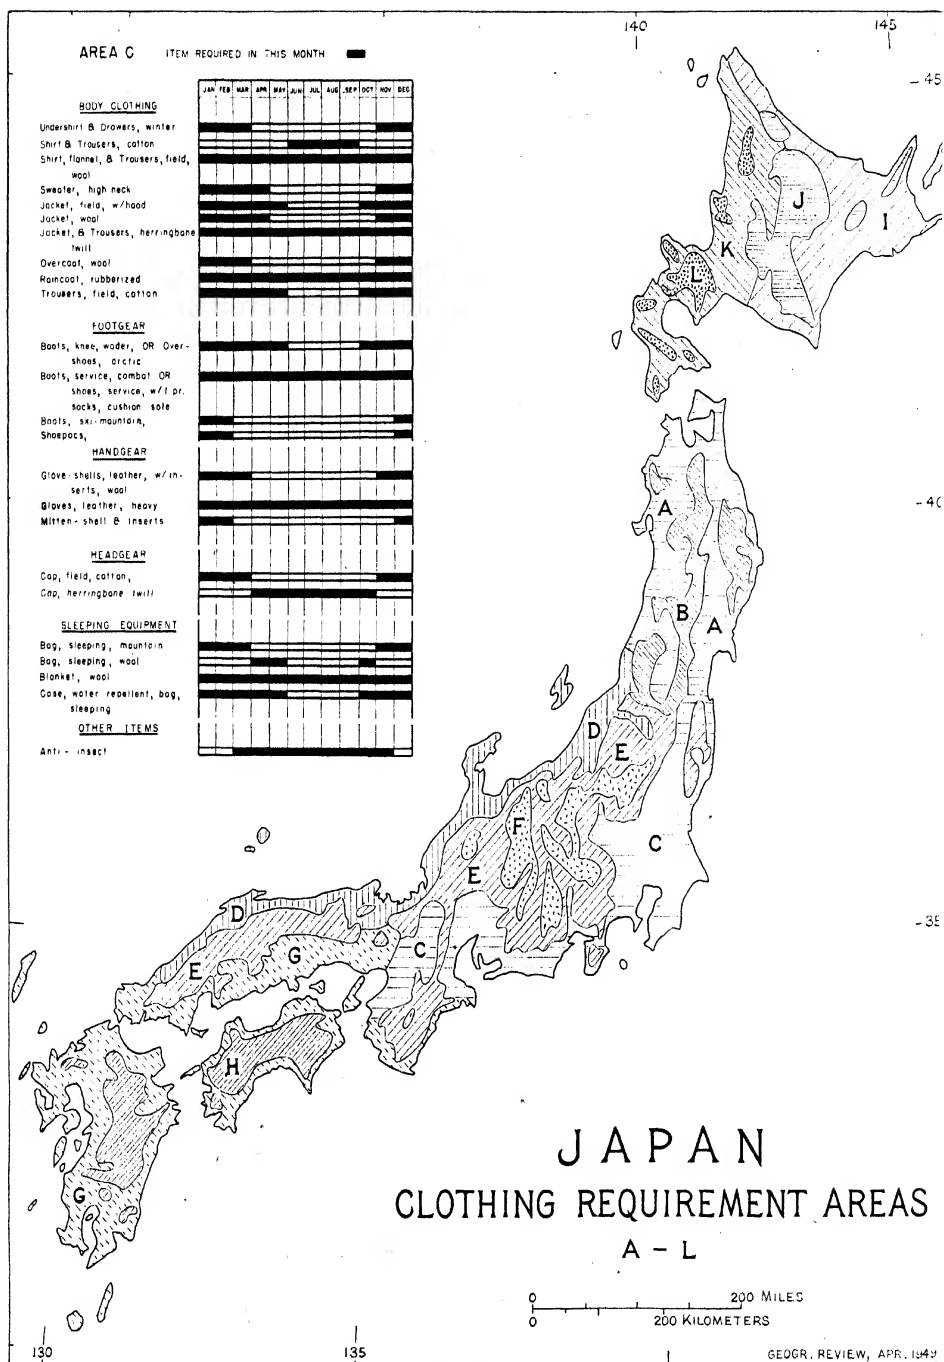 140
145
AREA C ITEM REQUIRED IN THIS MONTH
JAN FEB MAR APR MAY JUN JUL AUG SEP OCT NOV DEC
BODY CLOTHING
Undershirt & Drawers, winter
Shirt & Trousers, cotton
Shirt, flannel, & Trousers, field,
wool
Sweater, high neck
Jacket, field, w/hood
Jacket, wool
Jacket, & Trousers, herringbone
twill
Overcoat, wool
Raincoat, rubberized
Trousers, field, cotton
FOOTGEAR
Boots, knee, wader, OR Over-
shoes, arctic
Boots, service, combat OR
shoes, service, w/1 pr.
socks, cushion sole
Boots, ski-mountain,
Shoepacs,
HANDGEAR
Glove-shells, leather, w/in-
serts, wool
Gloves, leather, heavy
Mitten-shell & inserts
HEADGEAR
Cap, field, cotton,
Cap, herringbone twill
SLEEPING EQUIPMENT
Bag, sleeping, mountain
Bag, sleeping, wool
Blanket, wool
Case, water repellent, bag,
sleeping
OTHER ITEMS
Anti-insect
45
J
I
K
L
A
40
B
A
D
E
F
C
E
35
D
C
G
E
H
G
JAPAN
CLOTHING REQUIREMENT AREAS
A - L
0 200 MILES
0 200 KILOMETERS
130
135
GEOGR. REVIEW, APR. 1949